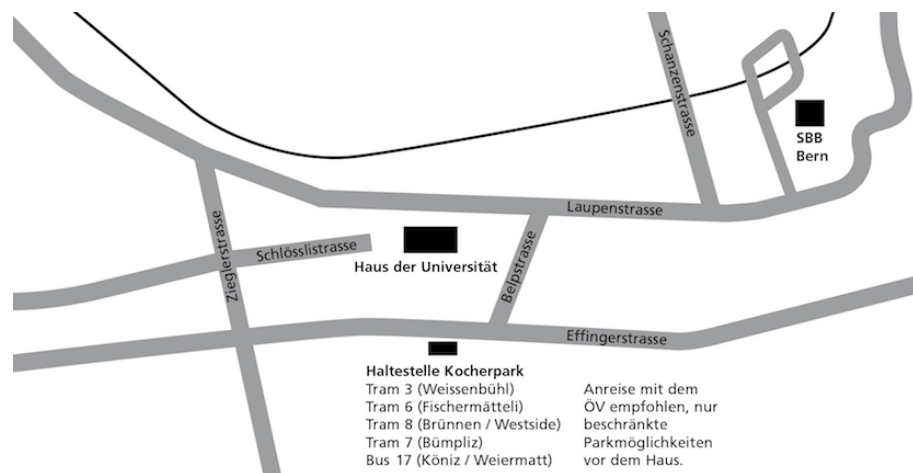 Schanzenstrasse
SBB
Bern
Laupenstrasse
Zieglerstrasse
Schlösslistrasse
Haus der Universität
Belpstrasse
Effingerstrasse
Haltestelle Kocherpark
Tram 3 (Weissenbühl)
Tram 6 (Fischermätteli)
Tram 8 (Brünnen / Westside)
Tram 7 (Bümpliz)
Bus 17 (Köniz / Weiermatt)
Anreise mit dem
ÖV empfohlen, nur
beschränkte
Parkmöglichkeiten
vor dem Haus.